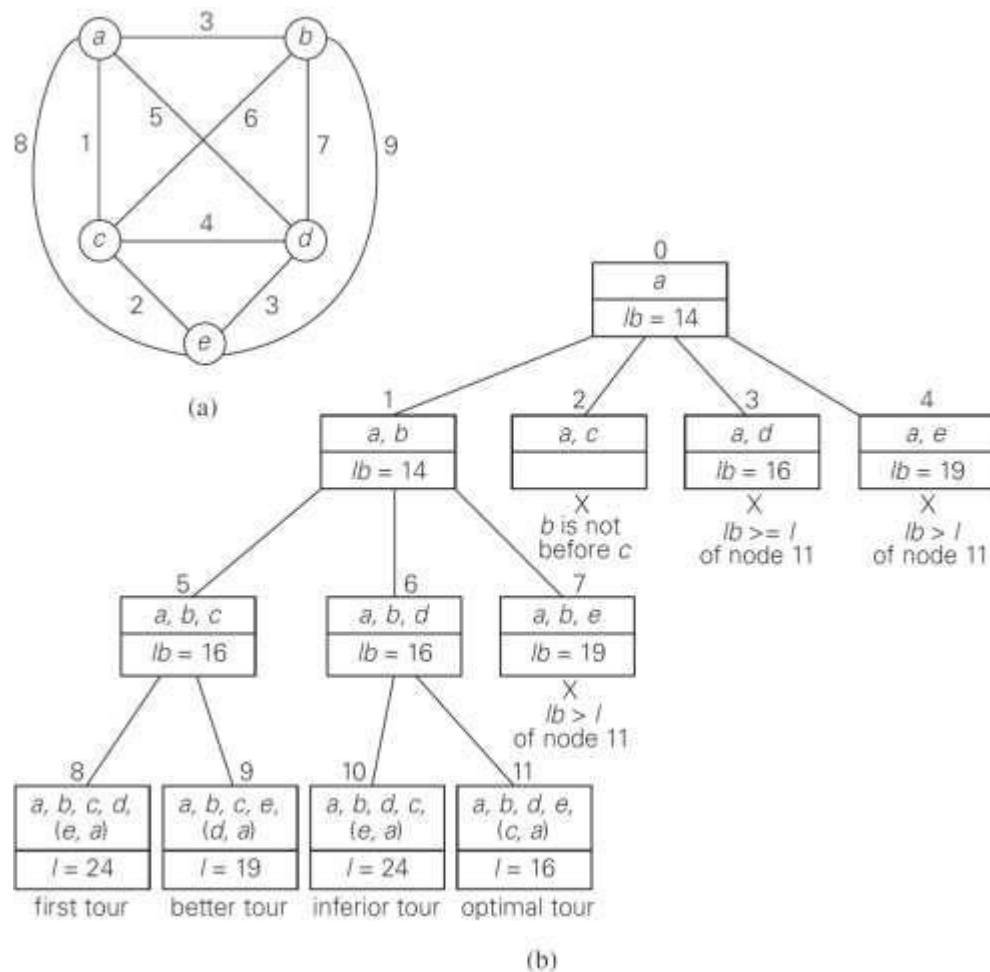 a 3 b
5 6
8 1 7 9
c 4 d
2 3
e
(a)
0
a
lb = 14
1 2 3 4
a, b a, c a, d a, e
lb = 14 lb = 16 lb = 19
X X X
b is not lb >= l lb > l
before c of node 11 of node 11
5 6 7
a, b, c a, b, d a, b, e
lb = 16 lb = 16 lb = 19
X
lb > l
of node 11
8 9 10 11
a, b, c, d, a, b, c, e, a, b, d, c, a, b, d, e,
(e, a) (d, a) (e, a) (c, a)
l = 24 l = 19 l = 24 l = 16
first tour better tour inferior tour optimal tour
(b)